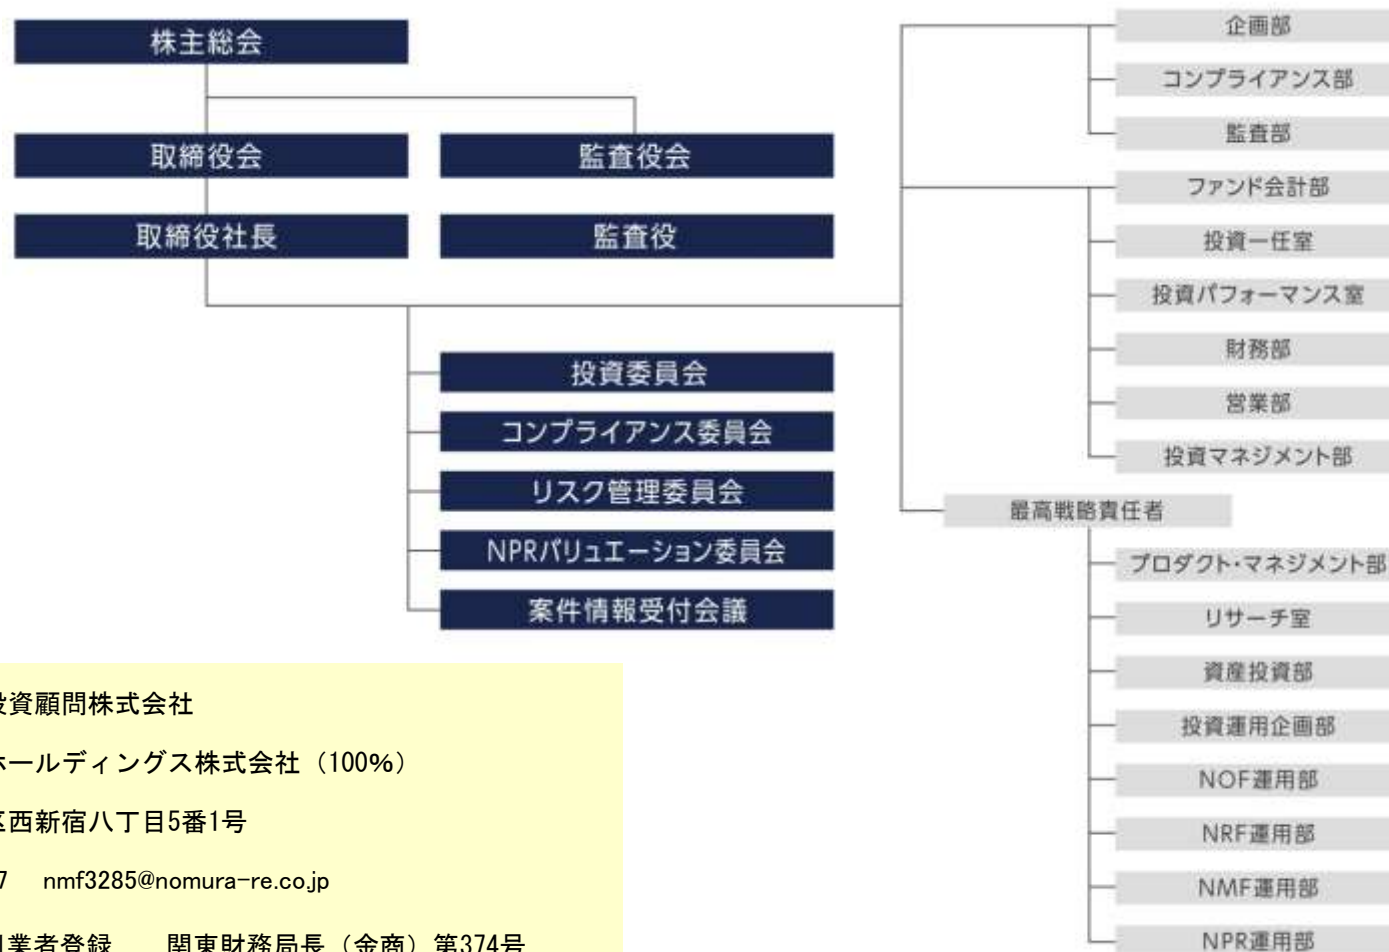 株主総会
取締役会
監査役会
取締役社長
監査役
投資委員会
コンプライアンス委員会
リスク管理委員会
NPRバリュエーション委員会
案件情報受付会議
企画部
コンプライアンス部
監査部
ファンド会計部
投資一任室
投資パフォーマンス室
財務部
営業部
投資マネジメント部
最高戦略責任者
プロダクト・マネジメント部
リサーチ室
資産投資部
投資運用企画部
NOF運用部
NRF運用部
NMF運用部
NPR運用部
投資顧問株式会社
ホールディングス株式会社（100%）
区西新宿八丁目5番1号
7 nmf3285@nomura-re.co.jp
業者登録 関東財務局長（金商）第374号